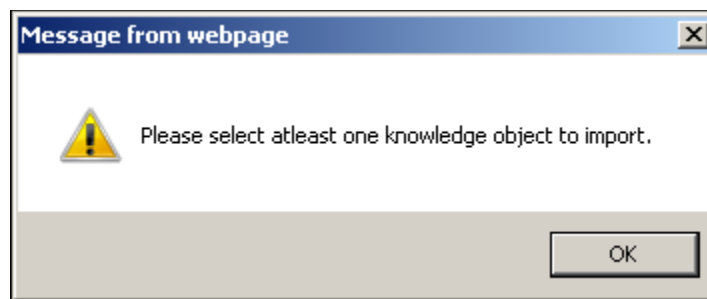 Message from webpage
Please select atleast one knowledge object to import.
OK